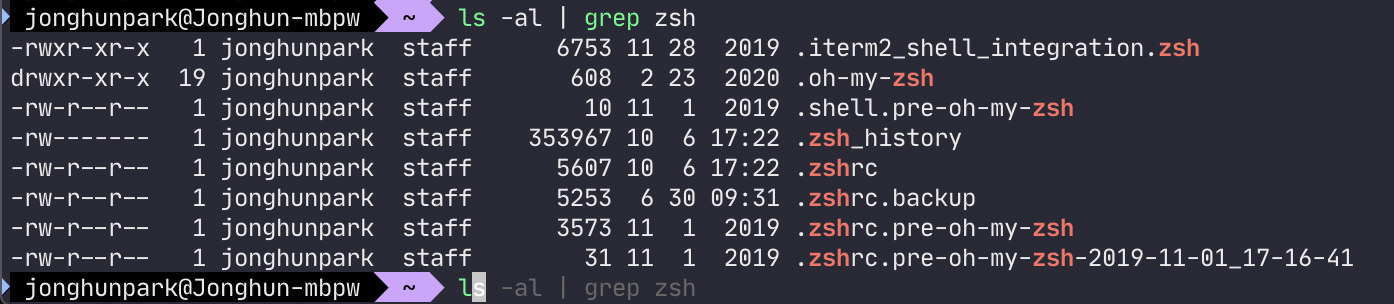 jonghunpark@Jonghun-mbpw ~ ls -al | grep zsh
-rwxr-xr-x 1 jonghunpark staff 6753 11 28 2019 .iterm2_shell_integration.zsh
drwxr-xr-x 19 jonghunpark staff 608 2 23 2020 .oh-my-zsh
-rw-r--r-- 1 jonghunpark staff 10 11 1 2019 .shell.pre-oh-my-zsh
-rw------- 1 jonghunpark staff 353967 10 6 17:22 .zsh_history
-rw-r--r-- 1 jonghunpark staff 5607 10 6 17:22 .zshrc
-rw-r--r-- 1 jonghunpark staff 5253 6 30 09:31 .zshrc.backup
-rw-r--r-- 1 jonghunpark staff 3573 11 1 2019 .zshrc.pre-oh-my-zsh
-rw-r--r-- 1 jonghunpark staff 31 11 1 2019 .zshrc.pre-oh-my-zsh-2019-11-01_17-16-41
jonghunpark@Jonghun-mbpw ~ ls -al | grep zsh